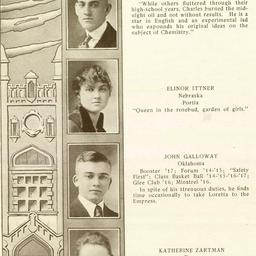 "While others fluttered through their
high-school years, Charles burned the mid-
night oil and not without results. He is a
star in English and an experimental lad
who expounds his original ideas on the
subject of Chemistry."
ELINOR ITTNER
Nebraska
Portia
"Queen in the rosebud, garden of girls."
JOHN GALLOWAY
Oklahoma
Booster '17; Forum '14-'15; "Safety
First"; Class Basket Ball '14-'15-'16-'17;
Glee Club '16; Minstrel '16.
In spite of his strenuous duties, he finds
time occasionally to take Loretta to the
Empress.
KATHERINE ZARTMAN